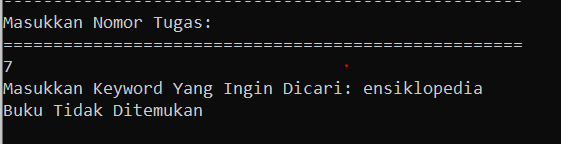 ----------------------------------------------------
Masukkan Nomor Tugas:
====================================================
7
Masukkan Keyword Yang Ingin Dicari: ensiklopedia
Buku Tidak Ditemukan